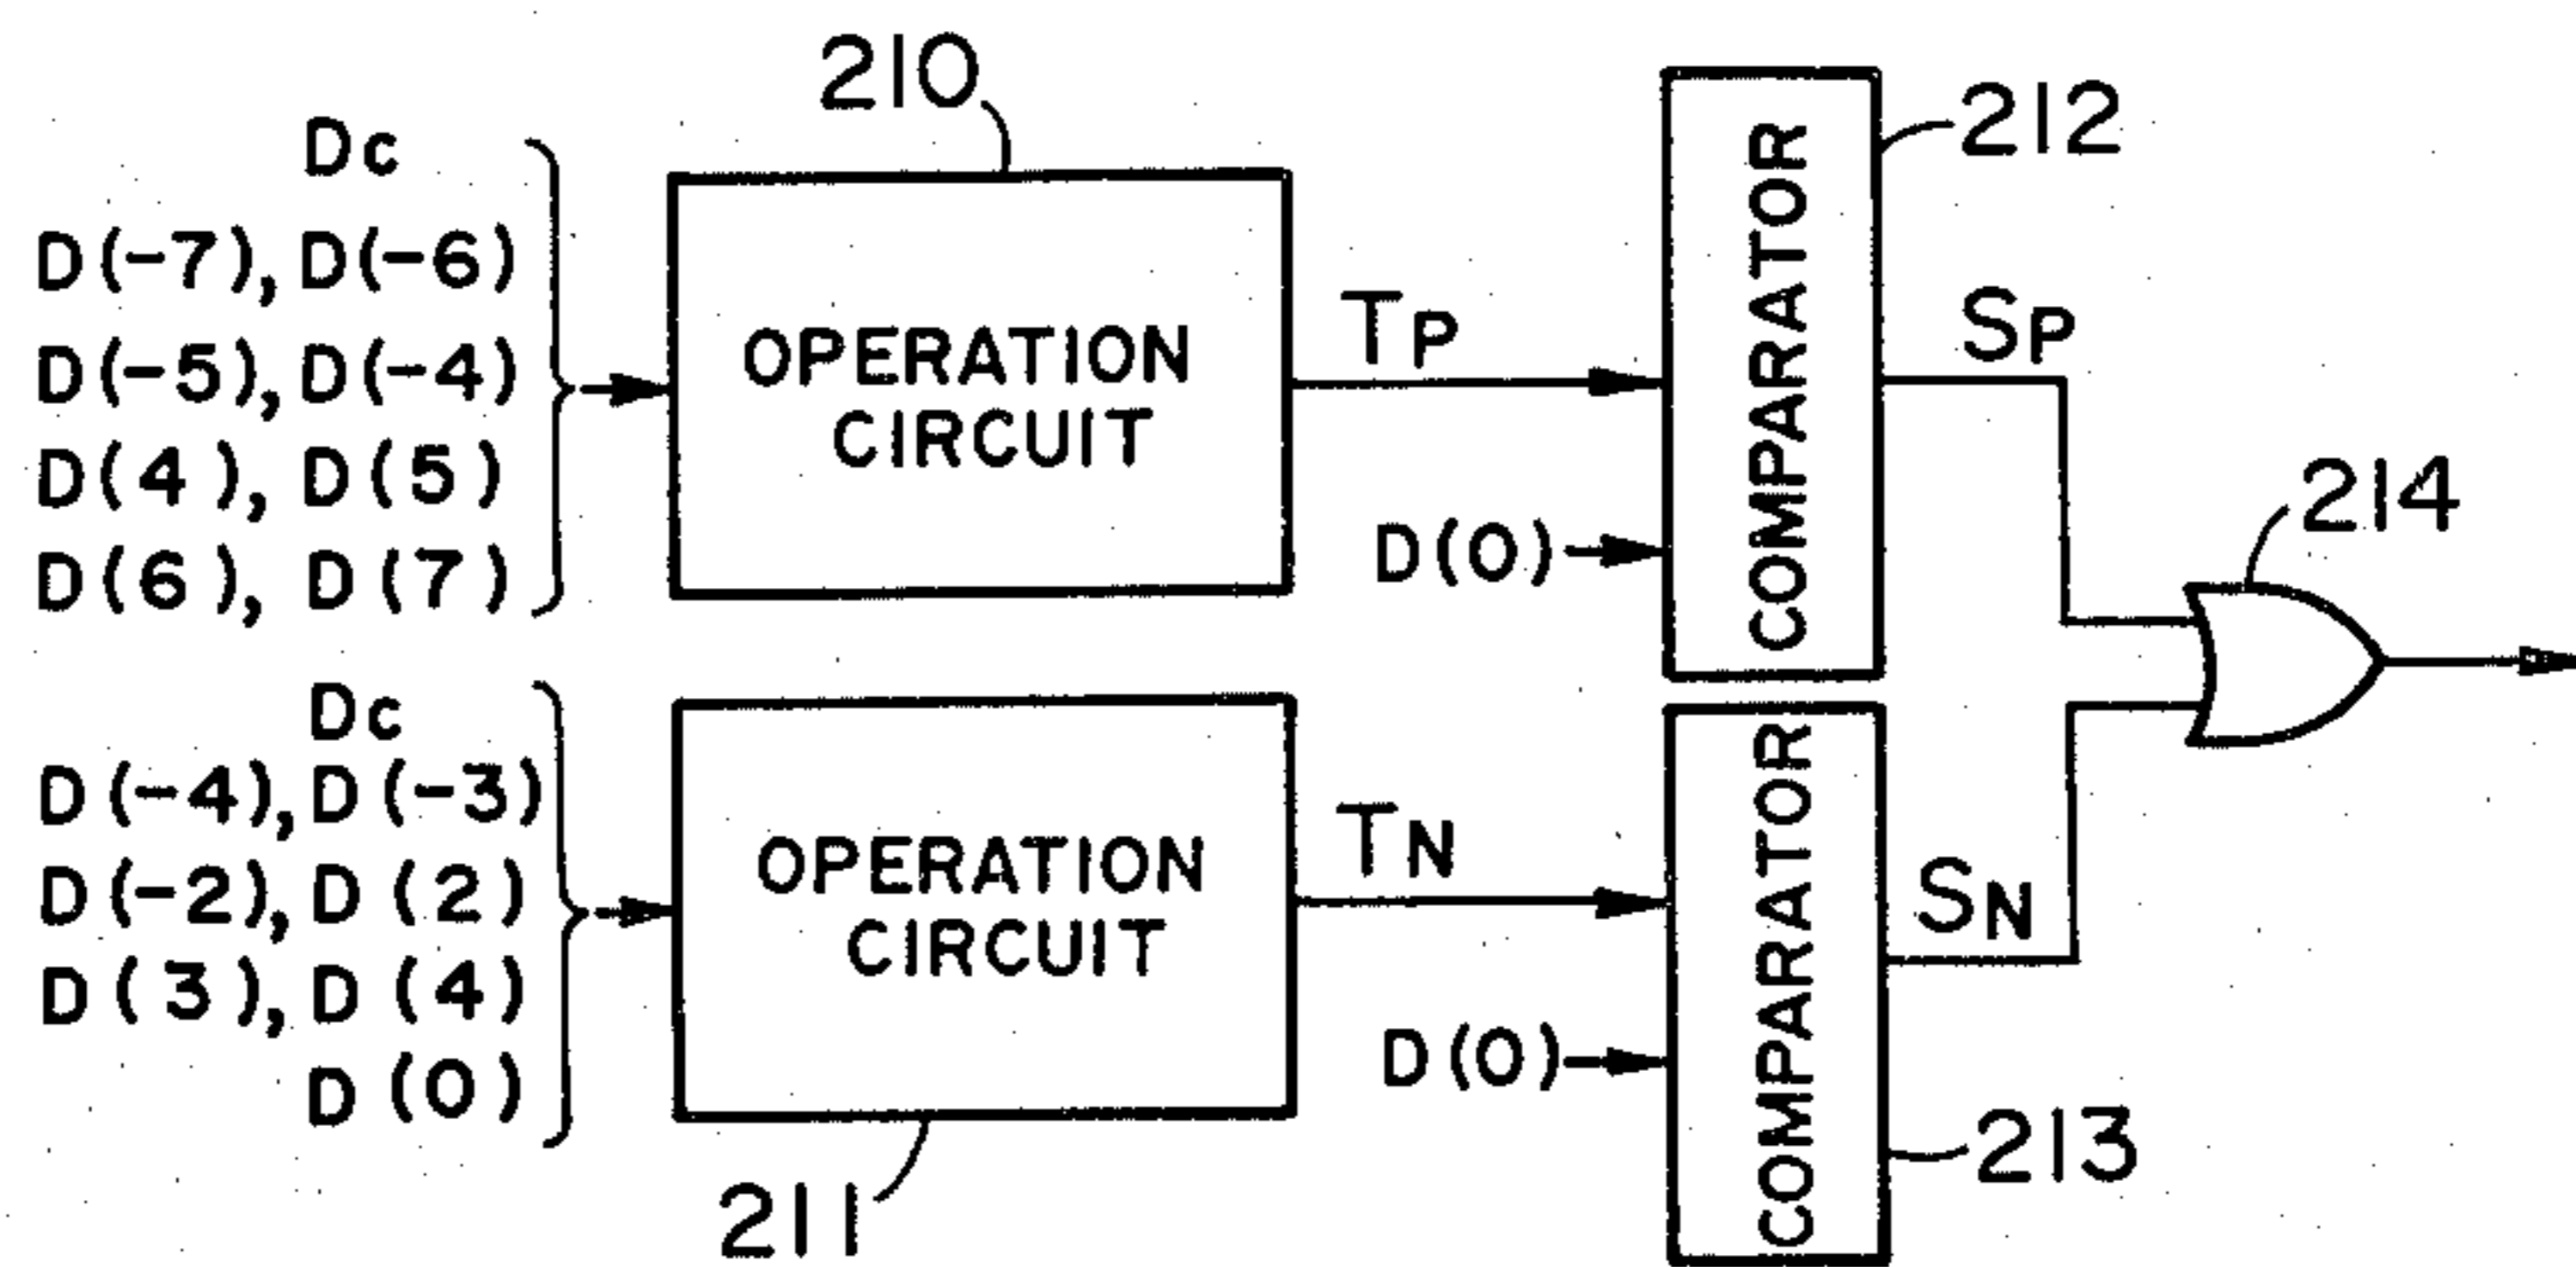 210
Dc
D(-7), D(-6)
D(-5), D(-4)
D(4), D(5)
D(6), D(7)
OPERATION
CIRCUIT
TP
D(0)
COMPARATOR
212
SP
214
Dc
D(-4), D(-3)
D(-2), D(2)
D(3), D(4)
D(0)
OPERATION
CIRCUIT
211
TN
D(0)
COMPARATOR
213
SN